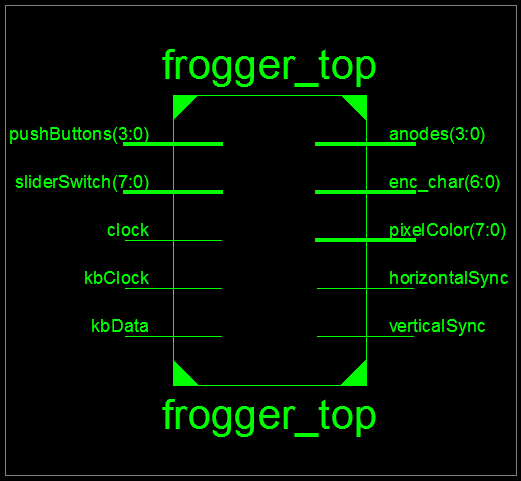 frogger_top
pushButtons(3:0)
anodes(3:0)
sliderSwitch(7:0)
enc_char(6:0)
clock
pixelColor(7:0)
kbClock
horizontalSync
kbData
verticalSync
frogger_top